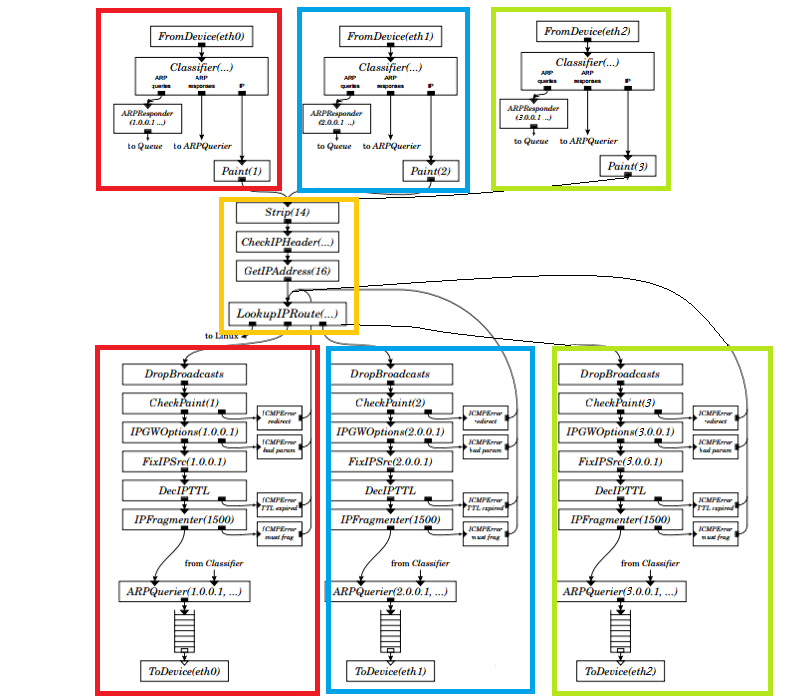 FromDevice(eth0)
Classifier(...)
ARP queries
ARP responses
IP
ARPResponder
(1.0.0.1 ...)
to Queue
to ARPQuerier
Paint(1)
FromDevice(eth1)
Classifier(...)
ARP queries
ARP responses
IP
ARPResponder
(2.0.0.1 ..)
to Queue
to ARPQuerier
Paint(2)
FromDevice(eth2)
Classifier(...)
ARP queries
ARP responses
IP
ARPResponder
(3.0.0.1 ..)
to Queue
to ARPQuerier
Paint(3)
Strip(14)
CheckIPHeader(...)
GetIPAddress(16)
LookupIPRoute(...)
to Linux
DropBroadcasts
CheckPaint(1)
ICMPError
redirect
IPGWOptions(1.0.0.1)
ICMPError
bad param
FixIPSrc(1.0.0.1)
DecIPTTL
ICMPError
TTL expired
IPFragmenter(1500)
ICMPError
must frag
from Classifier
ARPQuerier(1.0.0.1, ...)
ToDevice(eth0)
DropBroadcasts
CheckPaint(2)
ICMPError
redirect
IPGWOptions(2.0.0.1)
ICMPError
bad param
FixIPSrc(2.0.0.1)
DecIPTTL
ICMPError
TTL expired
IPFragmenter(1500)
ICMPError
must frag
from Classifier
ARPQuerier(2.0.0.1, ...)
ToDevice(eth1)
DropBroadcasts
CheckPaint(3)
ICMPError
redirect
IPGWOptions(3.0.0.1)
ICMPError
bad param
FixIPSrc(3.0.0.1)
DecIPTTL
ICMPError
TTL expired
IPFragmenter(1500)
ICMPError
must frag
from Classifier
ARPQuerier(3.0.0.1, ...)
ToDevice(eth2)